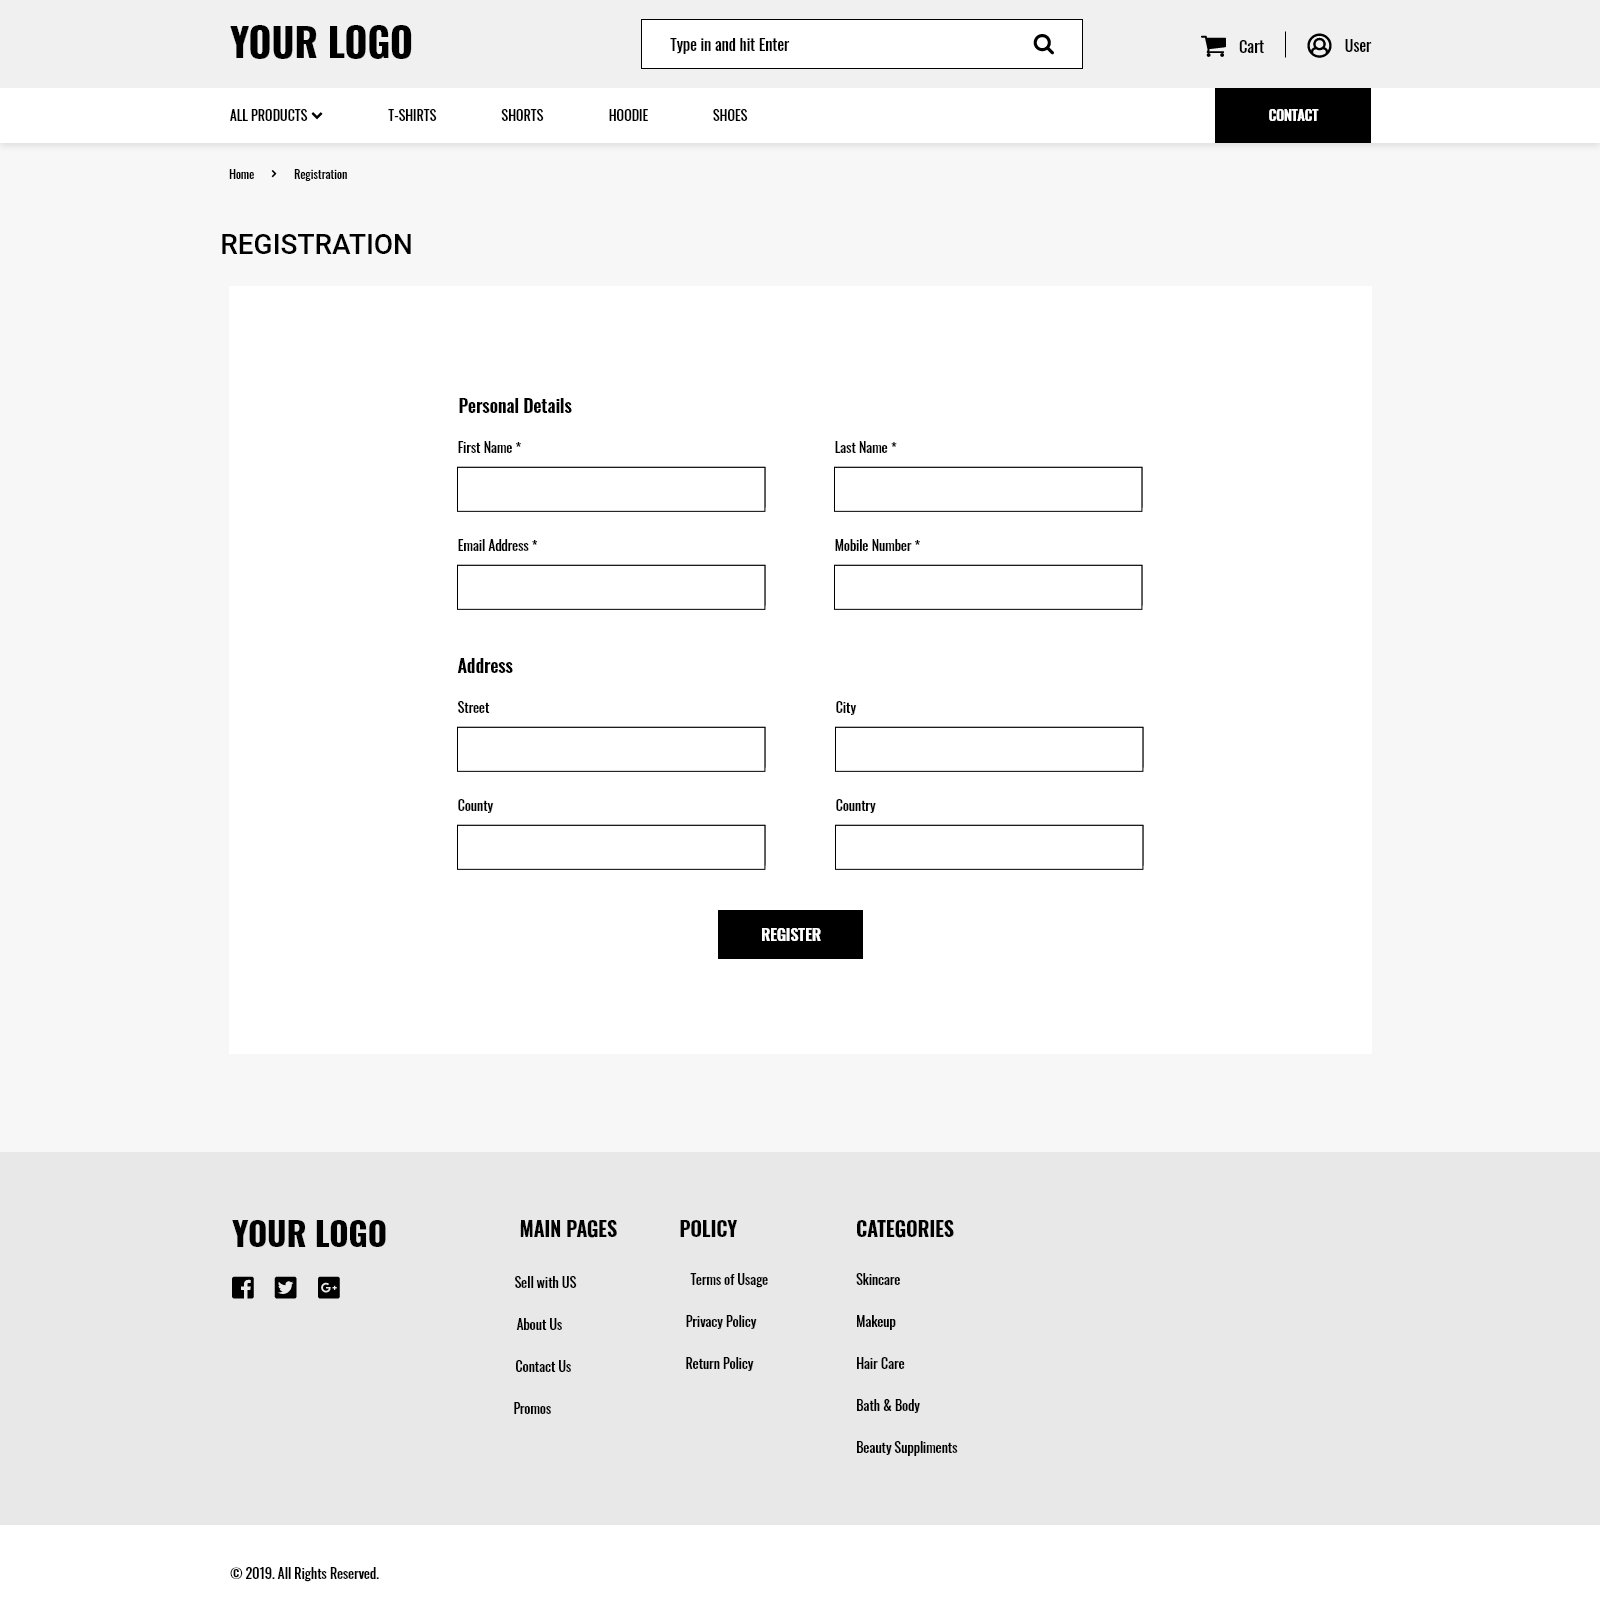 YOUR LOGO
Type in and hit Enter
Cart
User
ALL PRODUCTS
T-SHIRTS
SHORTS
HOODIE
SHOES
CONTACT
Home
Registration
REGISTRATION
Personal Details
First Name *
Last Name *
Email Address *
Mobile Number *
Address
Street
City
County
Country
REGISTER
YOUR LOGO
MAIN PAGES
Sell with US
About Us
Contact Us
Promos
POLICY
Terms of Usage
Privacy Policy
Return Policy
CATEGORIES
Skincare
Makeup
Hair Care
Bath & Body
Beauty Suppliments
© 2019. All Rights Reserved.